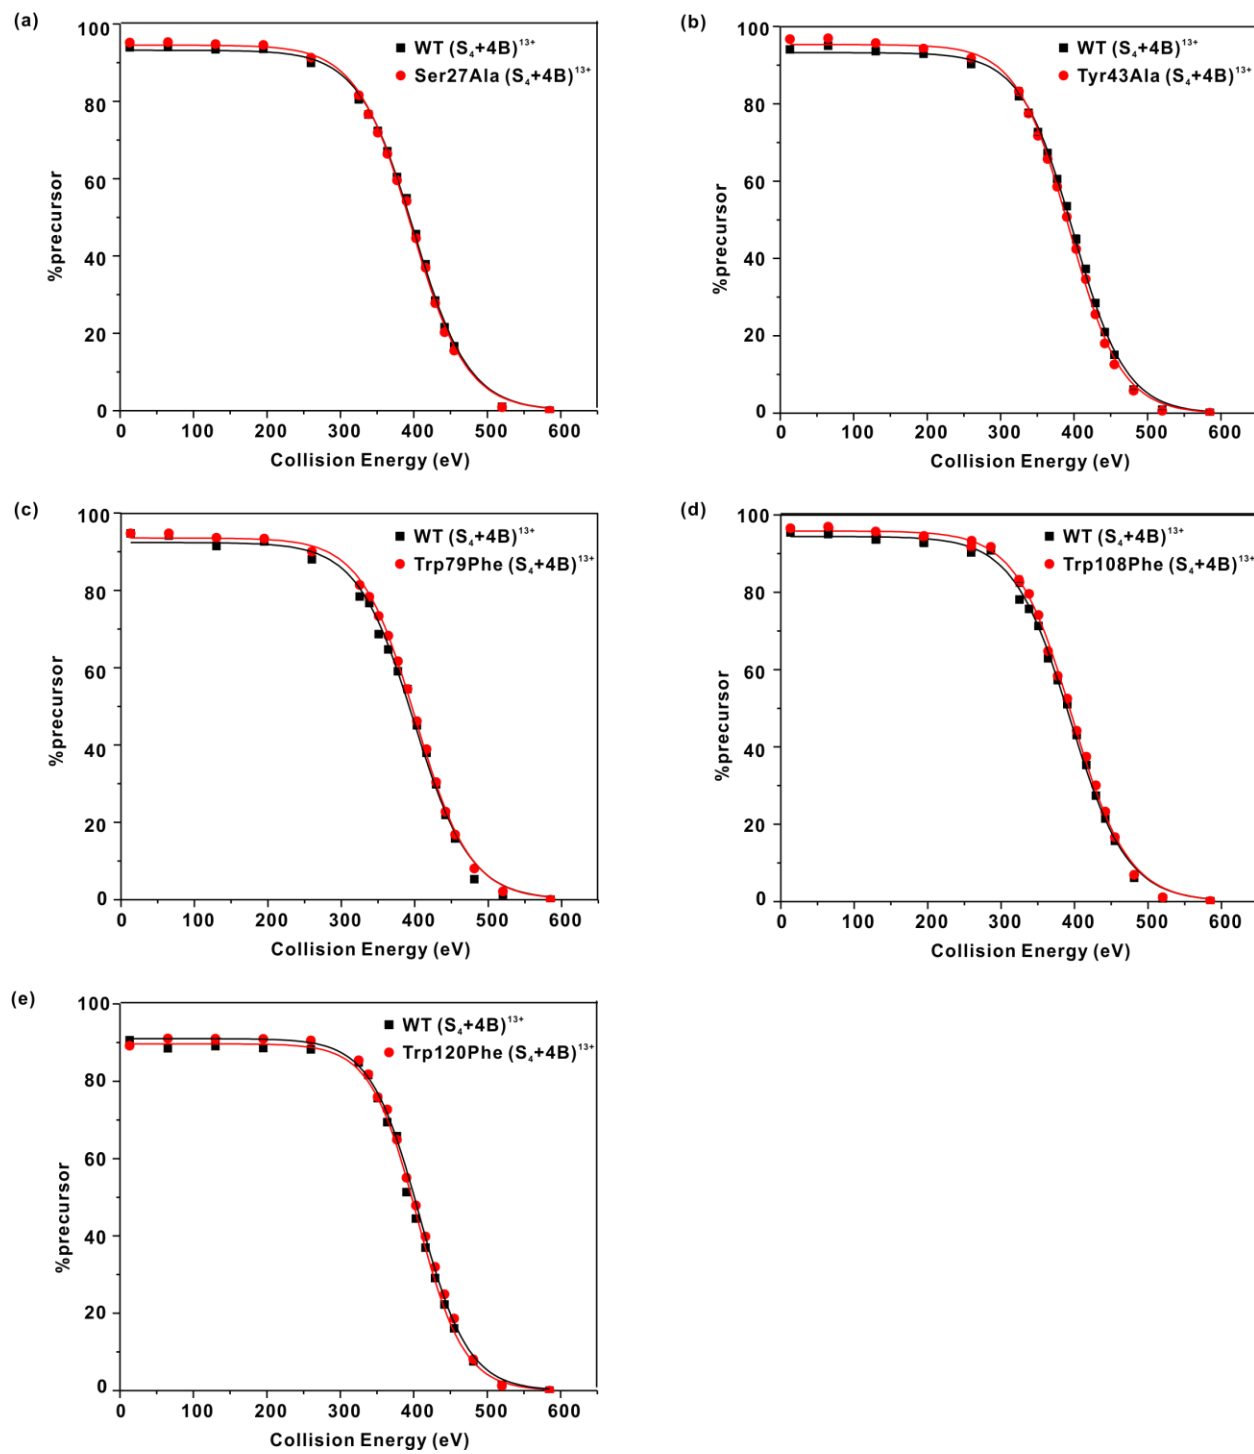 (a)
100
80
60
40
20
0
%precursor
WT (S₄+4B)¹³⁺
Ser27Ala (S₄+4B)¹³⁺
0 100 200 300 400 500 600
Collision Energy (eV)
(b)
100
80
60
40
20
0
%precursor
WT (S₄+4B)¹³⁺
Tyr43Ala (S₄+4B)¹³⁺
0 100 200 300 400 500 600
Collision Energy (eV)
(c)
100
80
60
40
20
0
%precursor
WT (S₄+4B)¹³⁺
Trp79Phe (S₄+4B)¹³⁺
0 100 200 300 400 500 600
Collision Energy (eV)
(d)
100
80
60
40
20
0
%precursor
WT (S₄+4B)¹³⁺
Trp108Phe (S₄+4B)¹³⁺
0 100 200 300 400 500 600
Collision Energy (eV)
(e)
100
80
60
40
20
0
%precursor
WT (S₄+4B)¹³⁺
Trp120Phe (S₄+4B)¹³⁺
0 100 200 300 400 500 600
Collision Energy (eV)